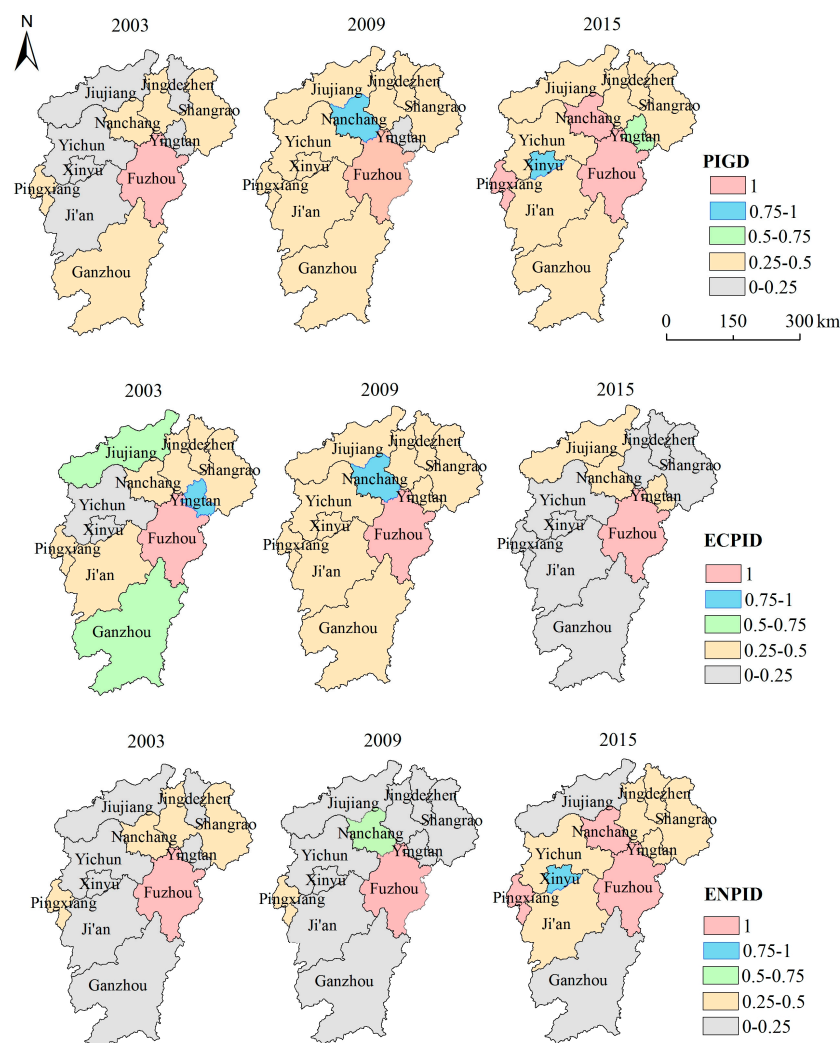 N
2003
2009
2015
Jiujiang
Jingdezhen
Shangrao
Nanchang
Yingtan
Yichun
Xinyu
Pingxiang
Fuzhou
Ji'an
Ganzhou
Jiujiang
Jingdezhen
Shangrao
Nanchang
Yingtan
Yichun
Xinyu
Pingxiang
Fuzhou
Ji'an
Ganzhou
Jiujiang
Jingdezhen
Shangrao
Nanchang
Yingtan
Yichun
Xinyu
Pingxiang
Fuzhou
Ji'an
Ganzhou
PIGD
1
0.75-1
0.5-0.75
0.25-0.5
0-0.25
0 150 300 km
2003
2009
2015
Jiujiang
Jingdezhen
Shangrao
Nanchang
Yingtan
Yichun
Xinyu
Pingxiang
Fuzhou
Ji'an
Ganzhou
Jiujiang
Jingdezhen
Shangrao
Nanchang
Yingtan
Yichun
Xinyu
Pingxiang
Fuzhou
Ji'an
Ganzhou
Jiujiang
Jingdezhen
Shangrao
Nanchang
Yingtan
Yichun
Xinyu
Pingxiang
Fuzhou
Ji'an
Ganzhou
ECPID
1
0.75-1
0.5-0.75
0.25-0.5
0-0.25
2003
2009
2015
Jiujiang
Jingdezhen
Shangrao
Nanchang
Yingtan
Yichun
Xinyu
Pingxiang
Fuzhou
Ji'an
Ganzhou
Jiujiang
Jingdezhen
Shangrao
Nanchang
Yingtan
Yichun
Xinyu
Pingxiang
Fuzhou
Ji'an
Ganzhou
Jiujiang
Jingdezhen
Shangrao
Nanchang
Yingtan
Yichun
Xinyu
Pingxiang
Fuzhou
Ji'an
Ganzhou
ENPID
1
0.75-1
0.5-0.75
0.25-0.5
0-0.25